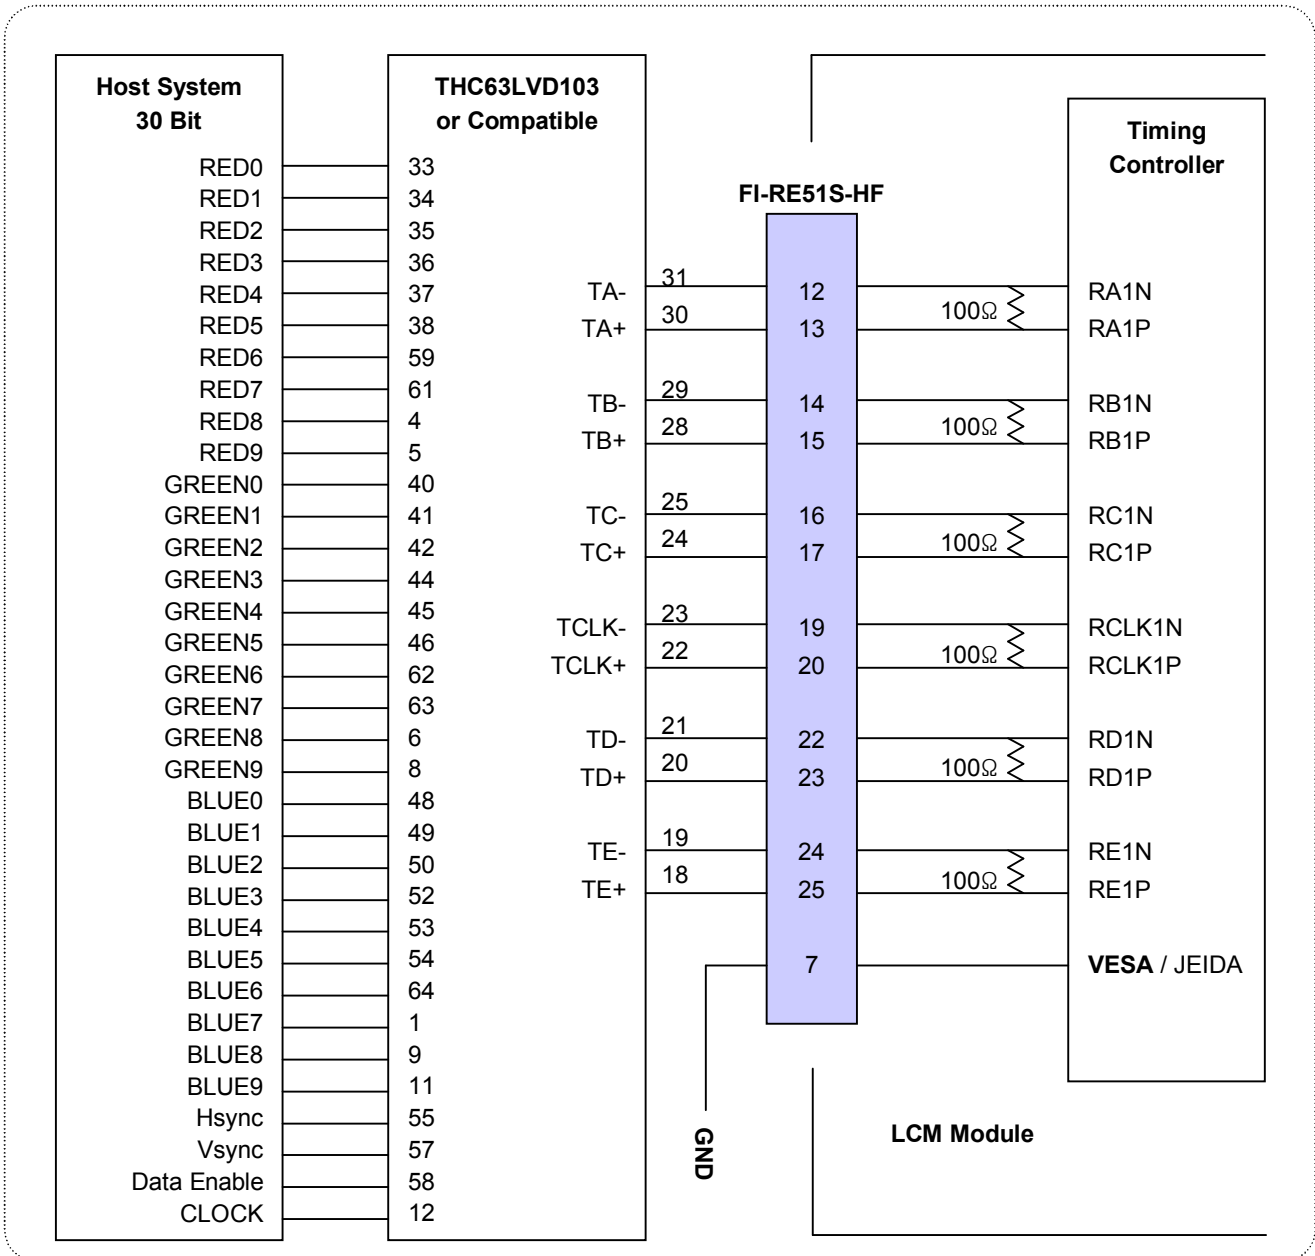 Host System
30 Bit
RED0
RED1
RED2
RED3
RED4
RED5
RED6
RED7
RED8
RED9
GREEN0
GREEN1
GREEN2
GREEN3
GREEN4
GREEN5
GREEN6
GREEN7
GREEN8
GREEN9
BLUE0
BLUE1
BLUE2
BLUE3
BLUE4
BLUE5
BLUE6
BLUE7
BLUE8
BLUE9
Hsync
Vsync
Data Enable
CLOCK
THC63LVD103
or Compatible
33
34
35
36
37
38
59
61
4
5
40
41
42
44
45
46
62
63
6
8
48
49
50
52
53
54
64
1
9
11
55
57
58
12
TA-
TA+
TB-
TB+
TC-
TC+
TCLK-
TCLK+
TD-
TD+
TE-
TE+
31
30
29
28
25
24
23
22
21
20
19
18
FI-RE51S-HF
12
13
14
15
16
17
19
20
22
23
24
25
7
GND
100Ω
100Ω
100Ω
100Ω
100Ω
100Ω
Timing
Controller
RA1N
RA1P
RB1N
RB1P
RC1N
RC1P
RCLK1N
RCLK1P
RD1N
RD1P
RE1N
RE1P
VESA / JEIDA
LCM Module